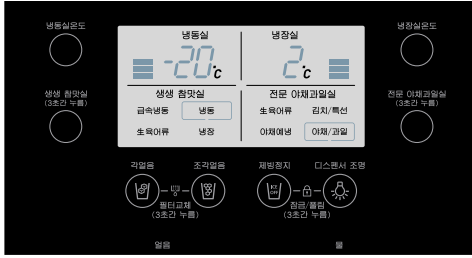 냉동실온도
냉동실
냉장실
냉장실온도
-20°C
2°C
생생 참맛실
(3초간 누름)
생생 참맛실
전문 야채과일실
전문 야채과일실
(3초간 누름)
급속냉동
냉동
生육어류
김치/특선
生육어류
냉장
야채예냉
야채/과일
각얼음
조각얼음
제빙정지
디스펜서 조명
ICE OFF
필터교체
(3초간 누름)
잠금/풀림
(3초간 누름)
얼음
물